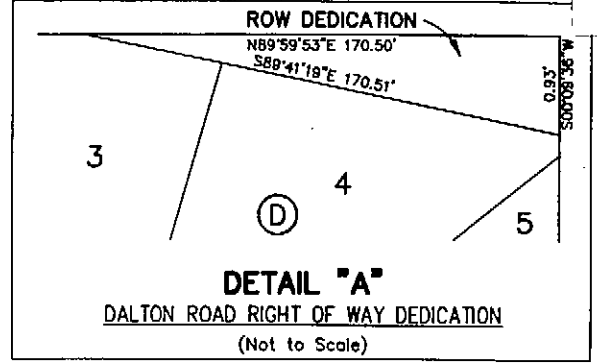 ROW DEDICATION
N89°59'53"E 170.50'
S89°41'19"E 170.51'
0.93'
S00°09'36"W
3
4
5
D
DETAIL "A"
DALTON ROAD RIGHT OF WAY DEDICATION
(Not to Scale)